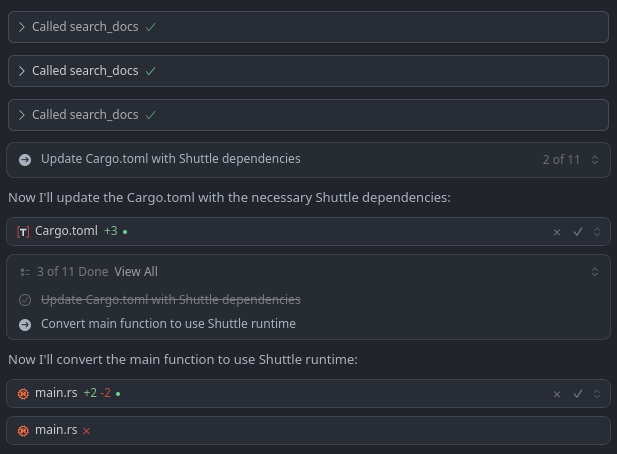 Called search_docs
Called search_docs
Called search_docs
Update Cargo.toml with Shuttle dependencies 2 of 11
Now I'll update the Cargo.toml with the necessary Shuttle dependencies:
[T] Cargo.toml +3
3 of 11 Done View All
Update Cargo.toml with Shuttle dependencies
Convert main function to use Shuttle runtime
Now I'll convert the main function to use Shuttle runtime:
main.rs +2 -2
main.rs